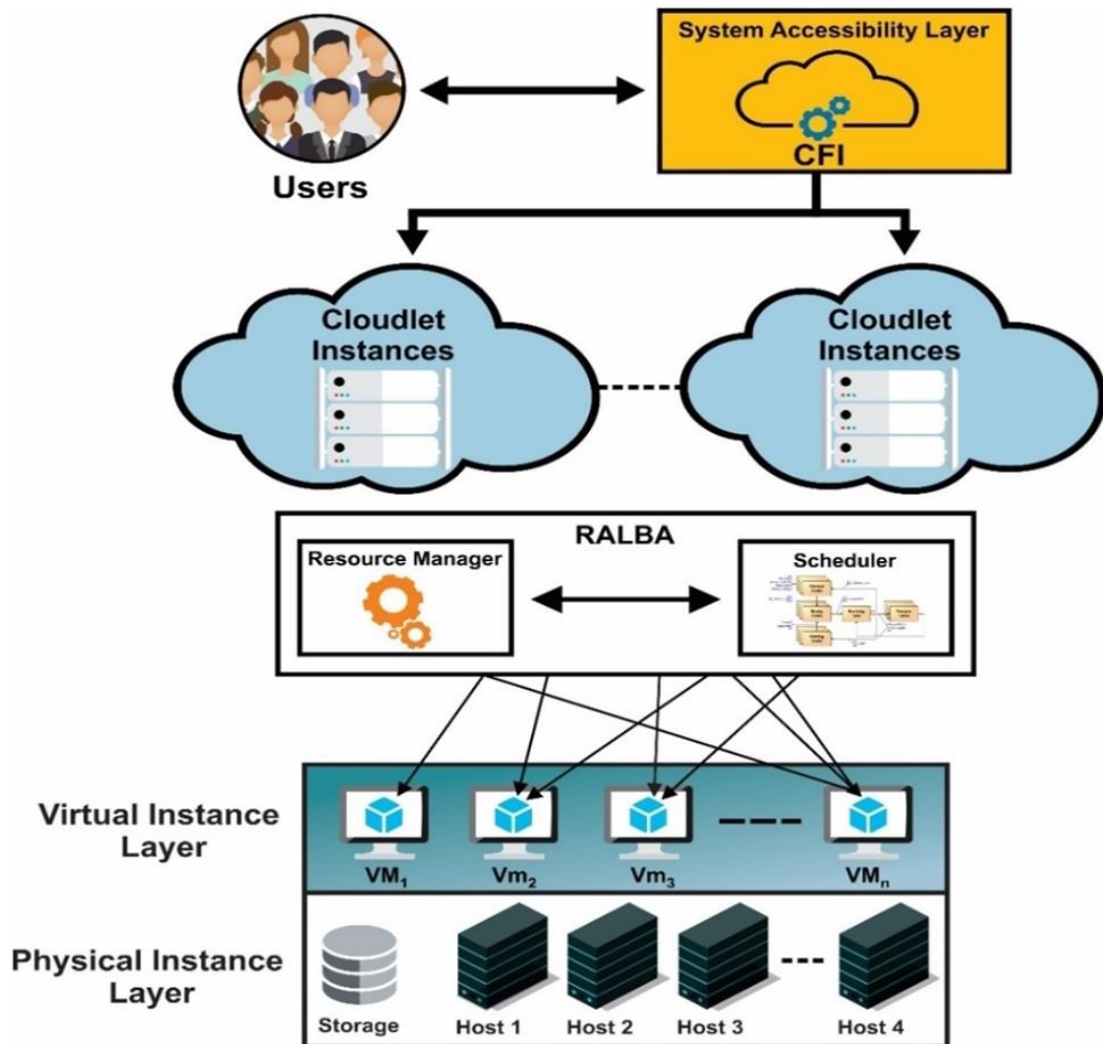 System Accessibility Layer
CFI
Users
Cloudlet
Instances
Cloudlet
Instances
RALBA
Resource Manager
Scheduler
Virtual Instance
Layer
VM₁
Vm₂
Vm₃
VMₙ
Physical Instance
Layer
Storage
Host 1
Host 2
Host 3
Host 4